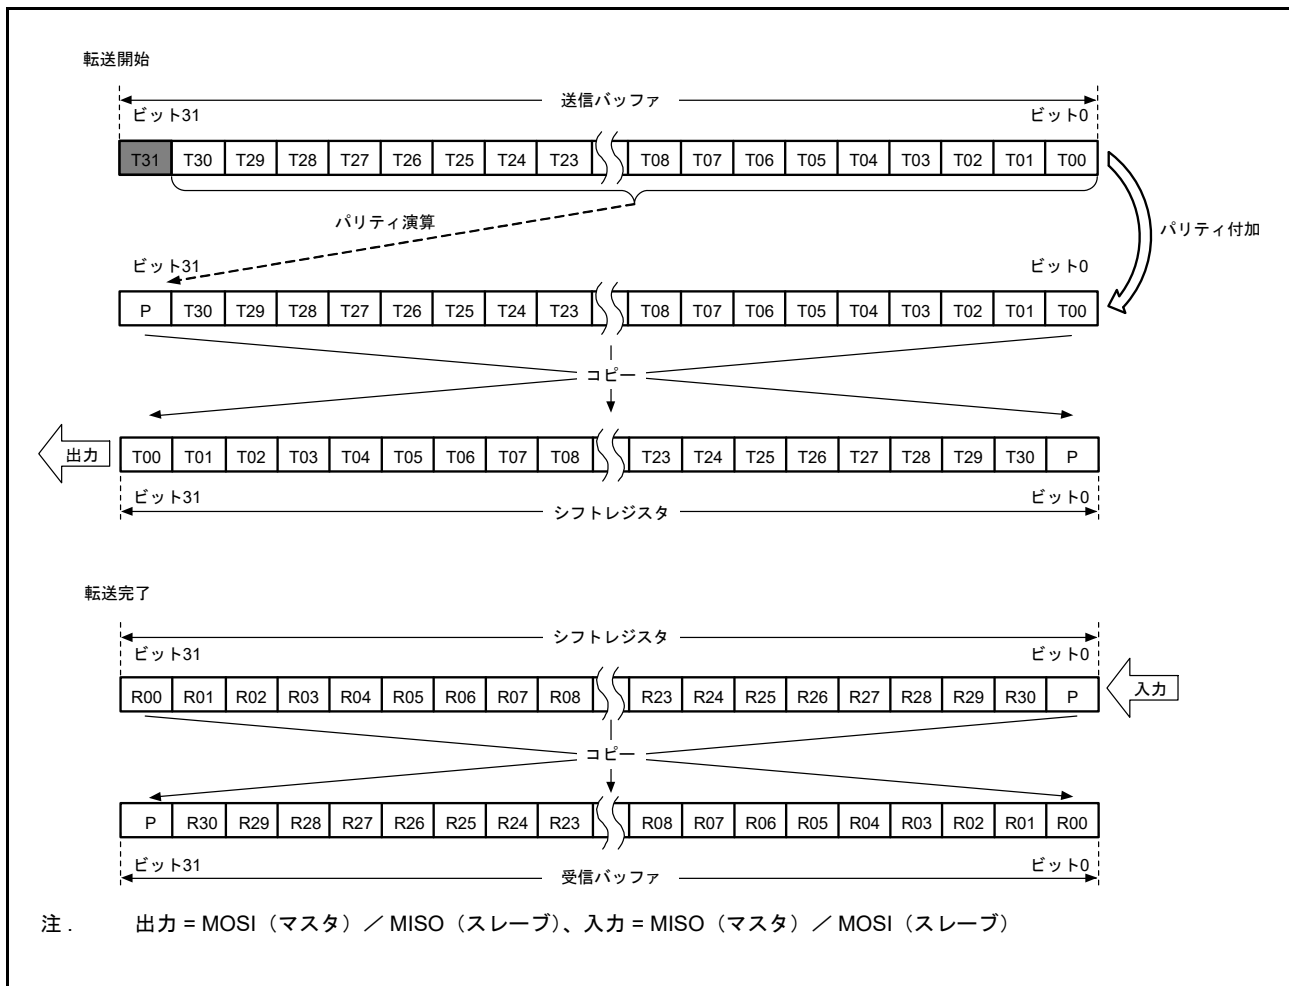 転送開始
送信バッファ
ビット31 ビット0
T31 T30 T29 T28 T27 T26 T25 T24 T23 T08 T07 T06 T05 T04 T03 T02 T01 T00
パリティ演算
パリティ付加
ビット31 ビット0
P T30 T29 T28 T27 T26 T25 T24 T23 T08 T07 T06 T05 T04 T03 T02 T01 T00
コピー
出力
T00 T01 T02 T03 T04 T05 T06 T07 T08 T23 T24 T25 T26 T27 T28 T29 T30 P
ビット31 ビット0
シフトレジスタ
転送完了
シフトレジスタ
ビット31 ビット0
R00 R01 R02 R03 R04 R05 R06 R07 R08 R23 R24 R25 R26 R27 R28 R29 R30 P
入力
コピー
P R30 R29 R28 R27 R26 R25 R24 R23 R08 R07 R06 R05 R04 R03 R02 R01 R00
ビット31 ビット0
受信バッファ
注. 出力 = MOSI（マスタ）／ MISO（スレーブ）、入力 = MISO（マスタ）／ MOSI（スレーブ）